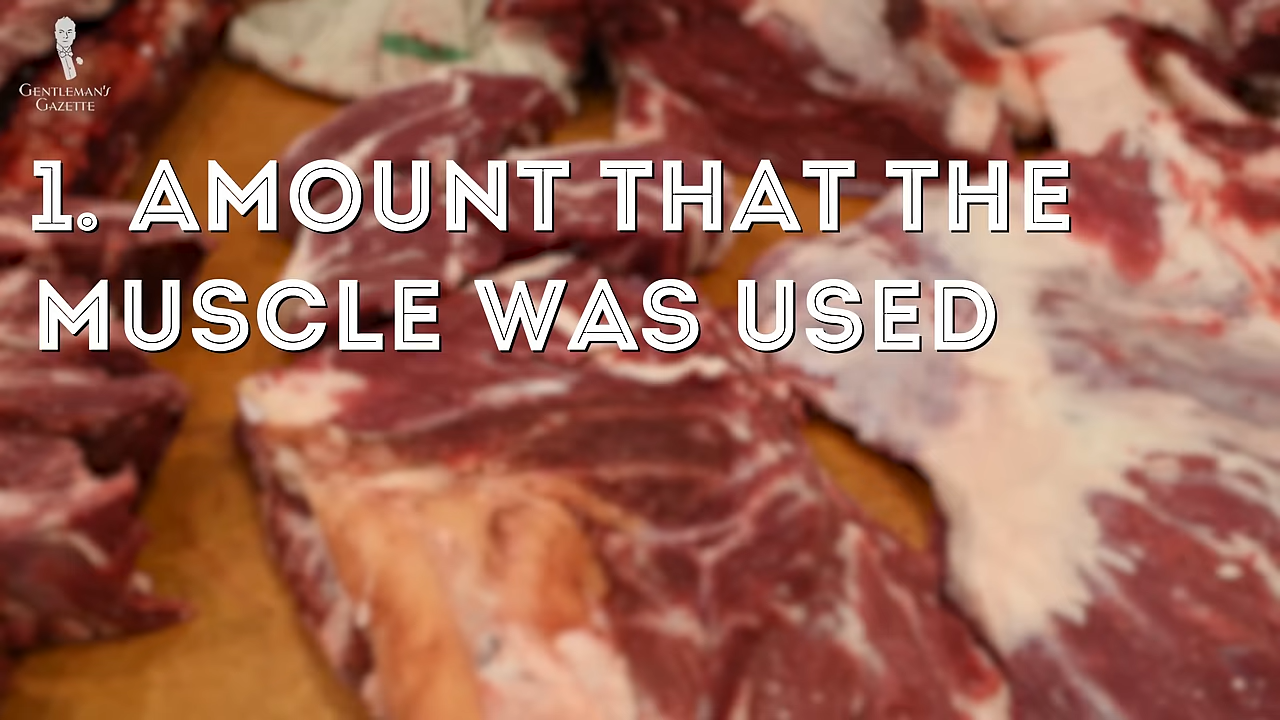 GENTLEMAN'S
GAZETTE
1. AMOUNT THAT THE
MUSCLE WAS USED